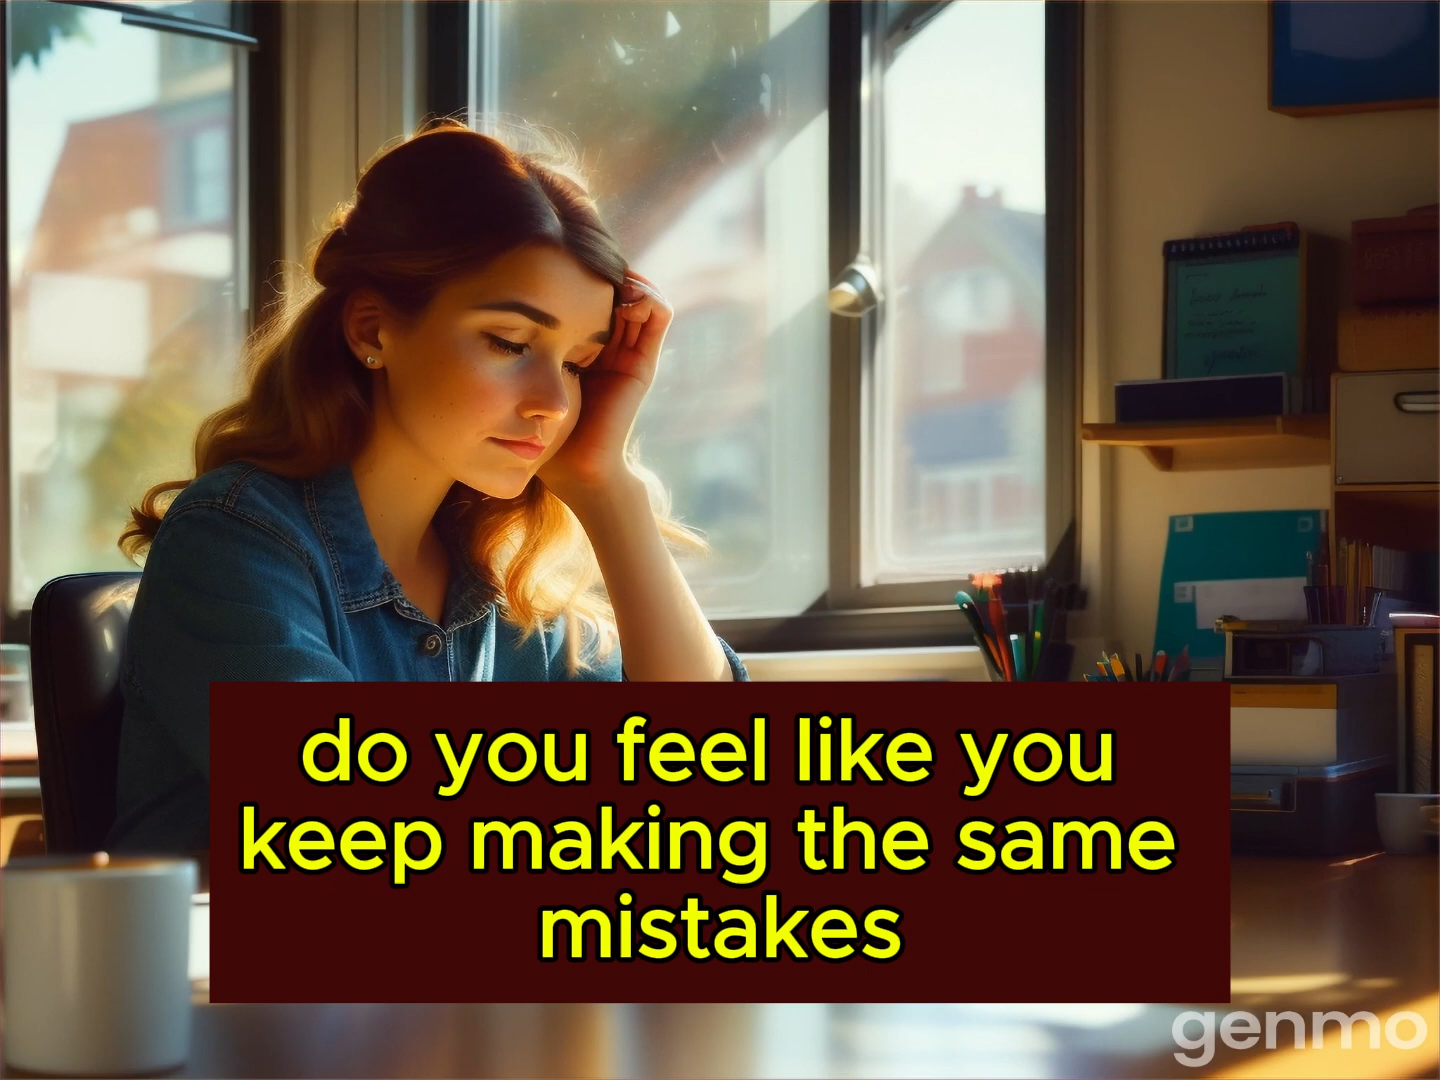 do you feel like you
keep making the same
mistakes
genmo